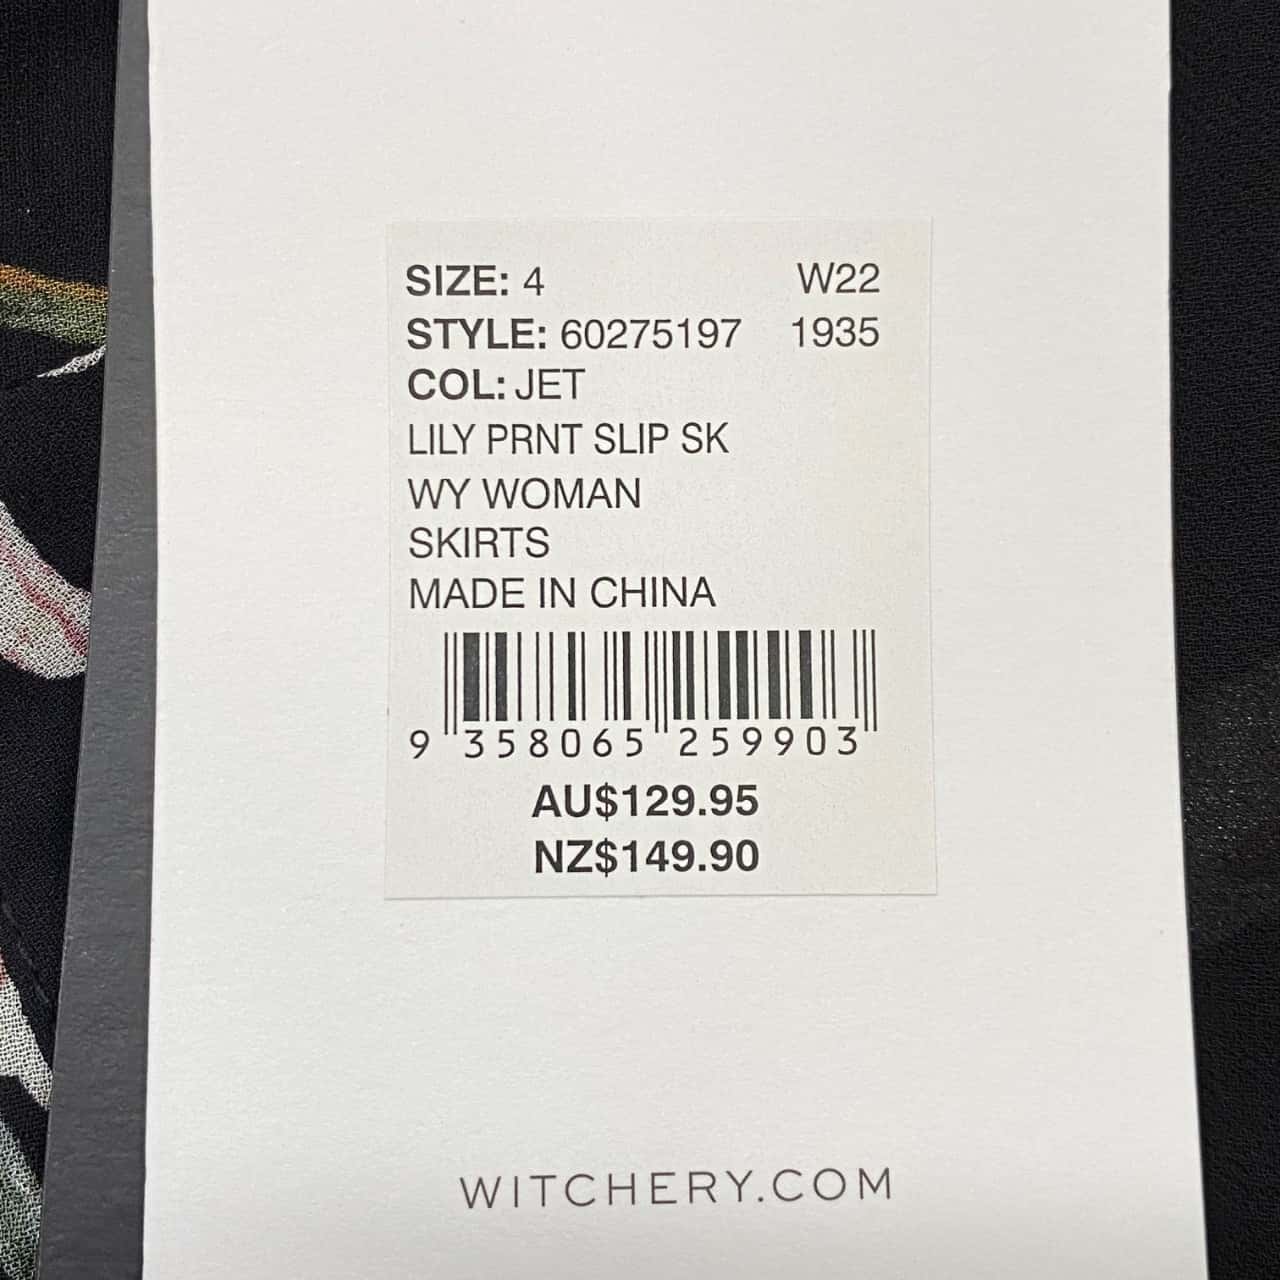 SIZE: 4 W22
STYLE: 60275197 1935
COL: JET
LILY PRNT SLIP SK
WY WOMAN
SKIRTS
MADE IN CHINA
9 358065 259903
AU$129.95
NZ$149.90
WITCHERY.COM